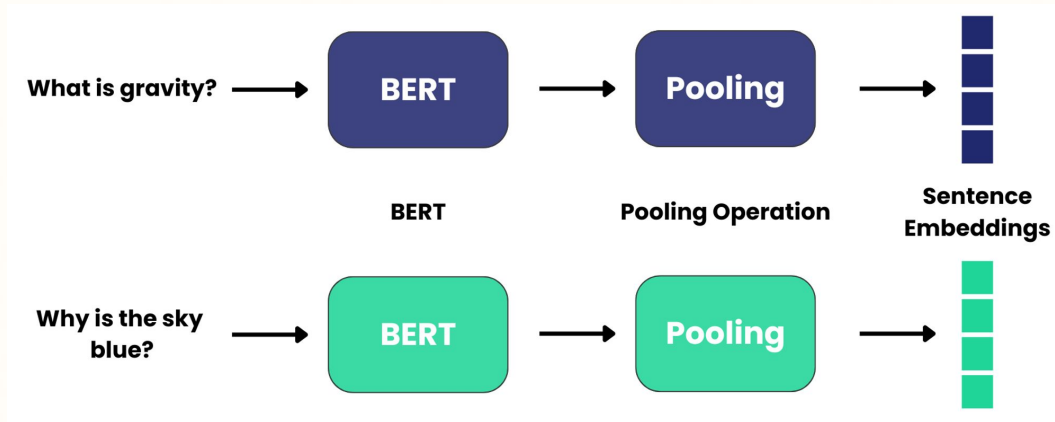 What is gravity?
BERT
Pooling
BERT
Pooling Operation
Sentence
Embeddings
Why is the sky
blue?
BERT
Pooling